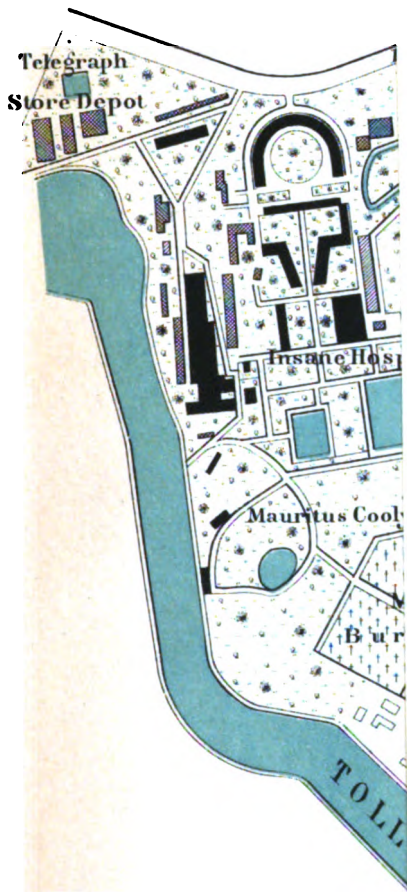 Telegraph
Store Depot
Insane Hosp
Mauritus Cooly
Bur
TOLL